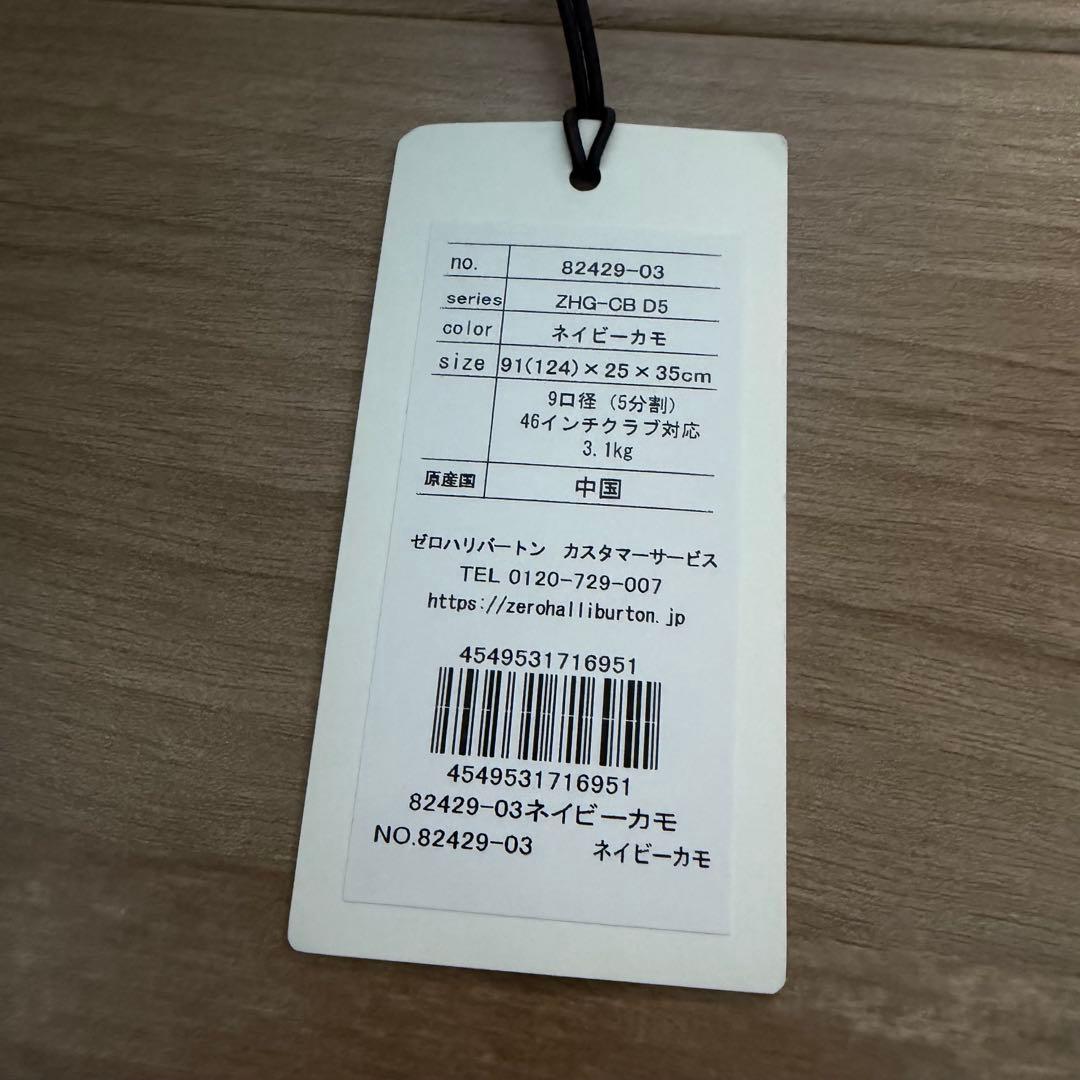 no. 82429-03
series ZHG-CB D5
color ネイビーカモ
size 91(124)×25×35cm
9口径（5分割）
46インチクラブ対応
3.1kg
原産国 中国
ゼロハリバートン　カスタマーサービス
TEL 0120-729-007
https://zerohalliburton.jp
4549531716951
4549531716951
82429-03ネイビーカモ
NO.82429-03 ネイビーカモ